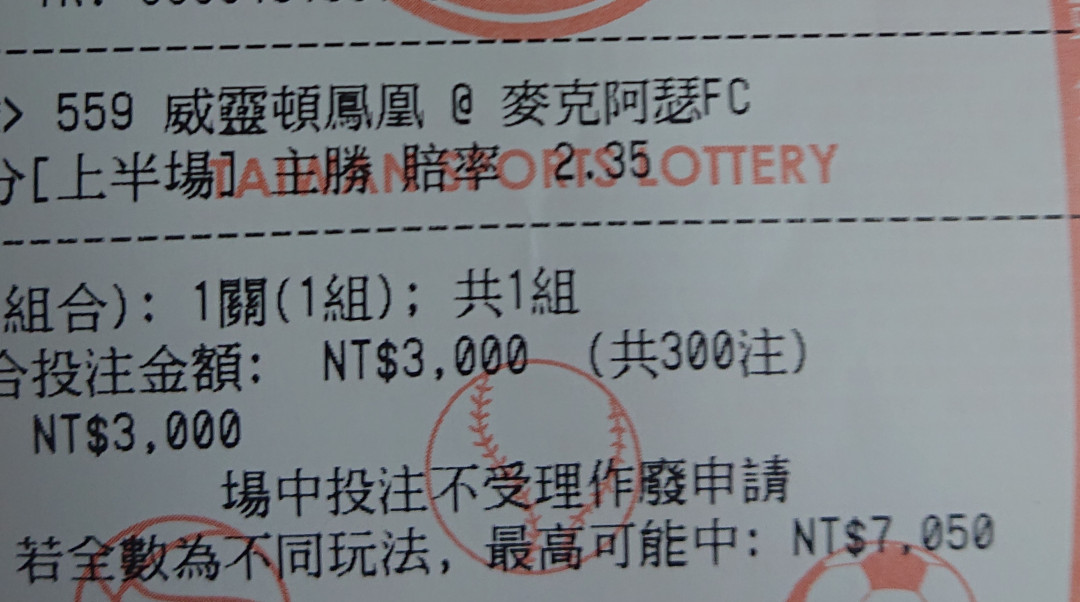 > 559 威靈頓鳳凰 @ 麥克阿瑟FC
分[上半場] 主勝 賠率 2.35
TAIWAN SPORTS LOTTERY
組合): 1關(1組); 共1組
合投注金額: NT$3,000 (共300注)
NT$3,000
場中投注不受理作廢申請
若全數為不同玩法, 最高可能中: NT$7,050